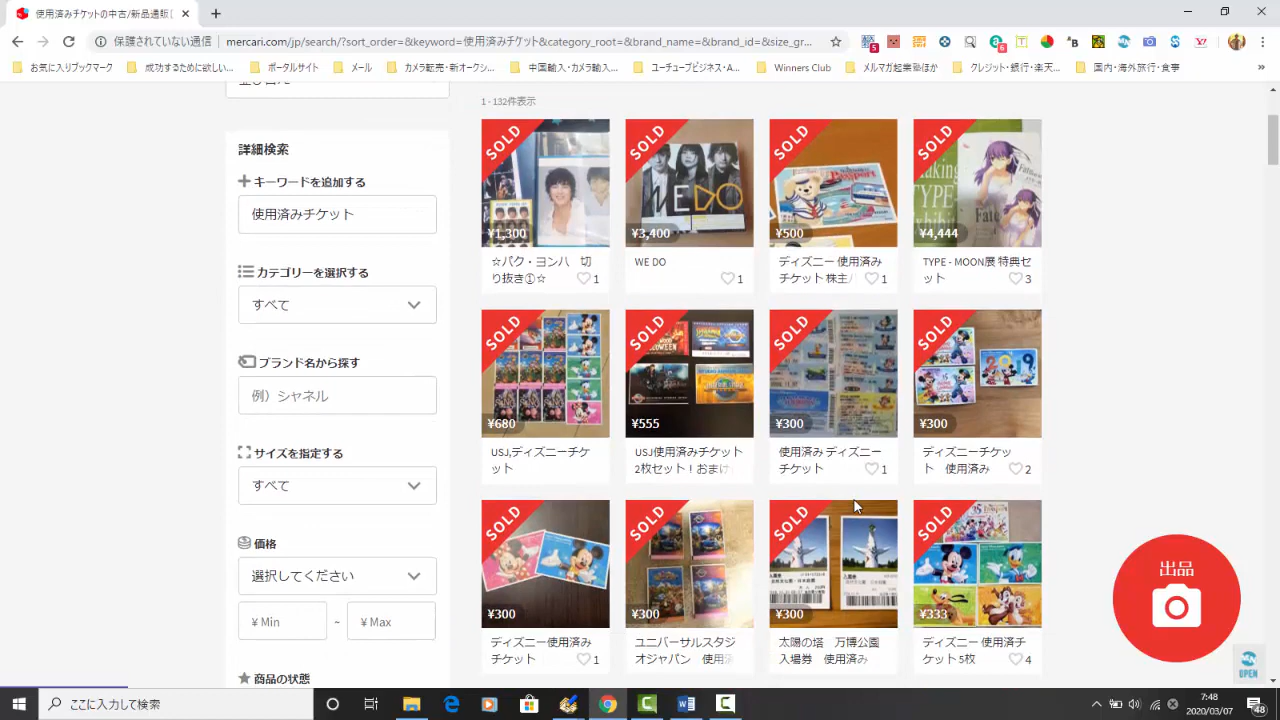 使用済みチケットの中古/新品通販[
保護されていない通信
mercari.com/jp/search/?sort_order=&keyword=使用済みチケット&category_root=&brand_name=&brand_id=&size_gr...
お気に入りブックマーク
成功するために欲しい...
ポータルサイト
メール
カメラ転売・新オークシ...
中国輸入・カメラ輸入...
ユーチューブビジネス・A...
Winners Club
メルマガ起業塾ほか
クレジット・銀行・楽天...
国内・海外旅行・食事
»
1 - 132件表示
詳細検索
キーワードを追加する
使用済みチケット
カテゴリーを選択する
すべて
ブランド名から探す
例）シャネル
サイズを指定する
すべて
価格
選択してください
¥ Min
~
¥ Max
商品の状態
SOLD
SOLD
SOLD
SOLD
WE DO
Making
TYPE
Fate
¥1,300
¥3,400
¥500
¥4,444
☆パク・ヨンハ 切
り抜き①☆
1
WE DO
1
ディズニー 使用済み
チケット 株主
1
TYPE - MOON展 特典セ
ット
3
SOLD
SOLD
SOLD
SOLD
¥680
¥555
¥300
¥300
USJ,ディズニーチケ
ット
USJ使用済みチケット
2枚セット！おまけ
使用済み ディズニー
チケット
1
ディズニーチケッ
ト 使用済み
2
SOLD
SOLD
SOLD
SOLD
¥300
¥300
¥300
¥333
ディズニー使用済み
チケット
1
ユニバーサルスタジ
オジャパン 使用済
太陽の塔 万博公園
入場券 使用済み
ディズニー 使用済チ
ケット 5枚
4
出品
OPEN
ここに入力して検索
7:48
2020/03/07
48